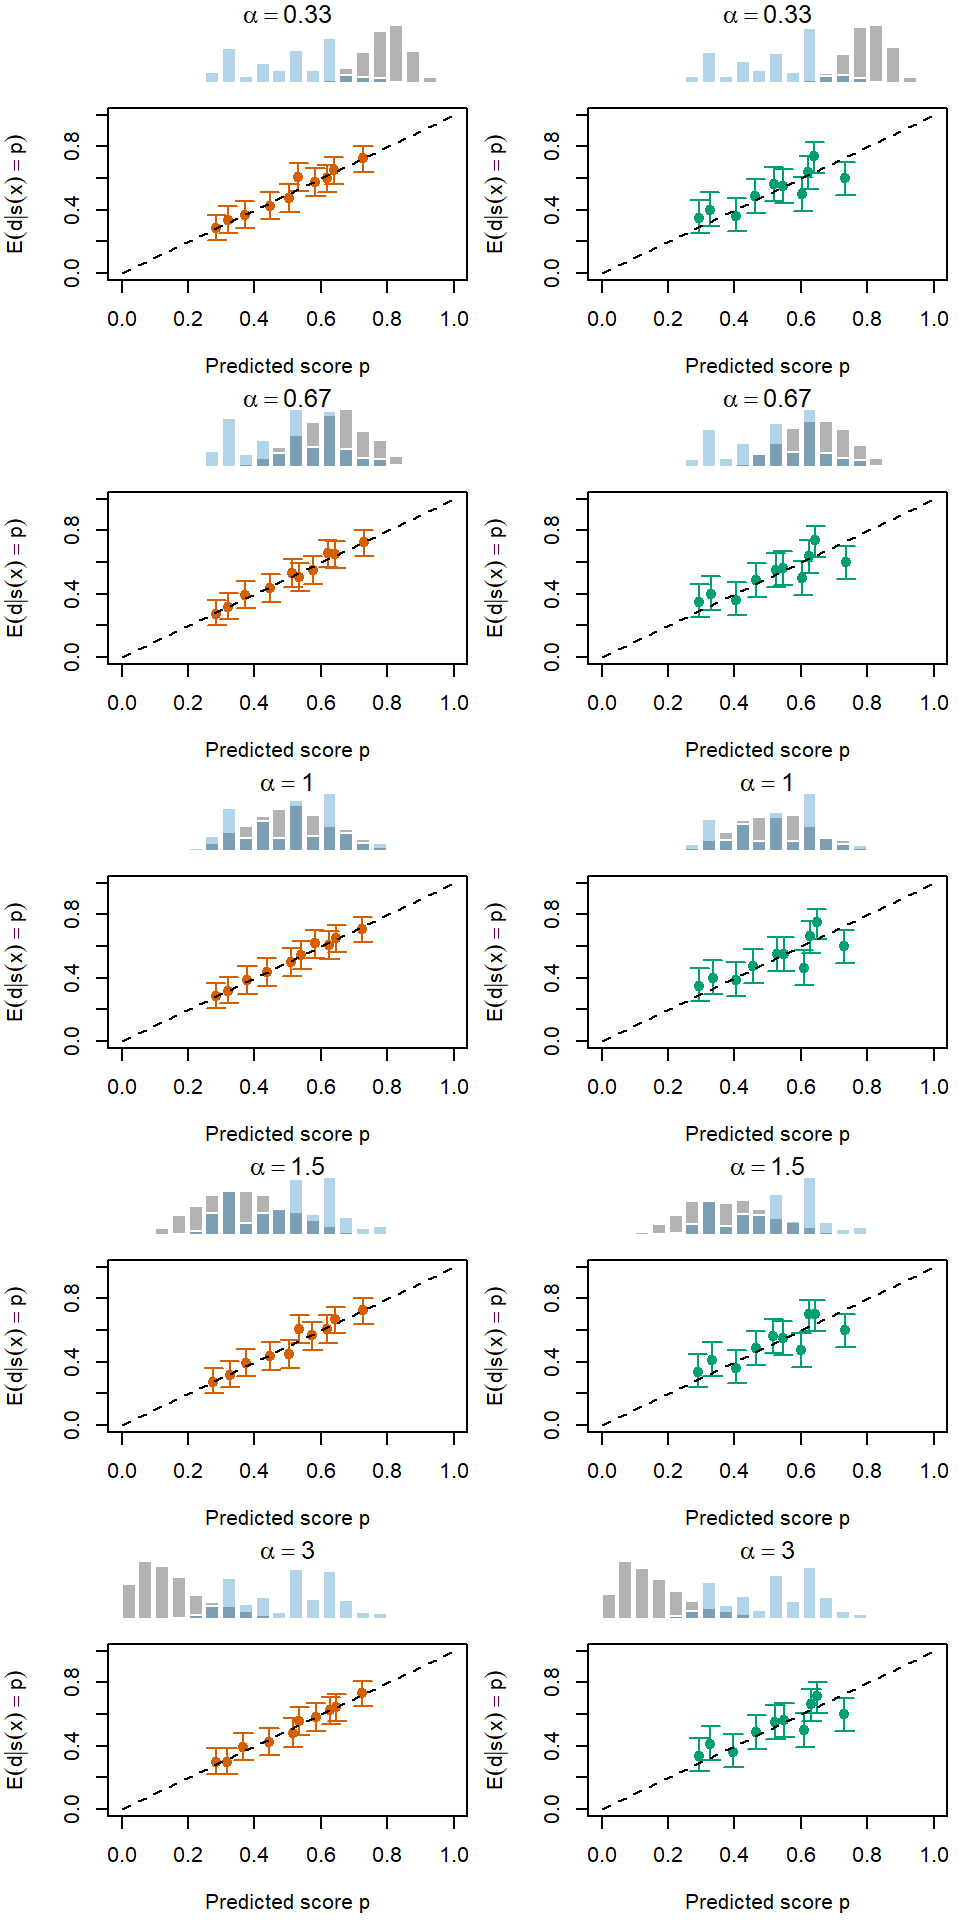 α = 0.33
α = 0.33
E(d|s(x) = p)
0.0 0.4 0.8
0.0 0.2 0.4 0.6 0.8 1.0
Predicted score p
E(d|s(x) = p)
0.0 0.4 0.8
0.0 0.2 0.4 0.6 0.8 1.0
Predicted score p
α = 0.67
α = 0.67
E(d|s(x) = p)
0.0 0.4 0.8
0.0 0.2 0.4 0.6 0.8 1.0
Predicted score p
E(d|s(x) = p)
0.0 0.4 0.8
0.0 0.2 0.4 0.6 0.8 1.0
Predicted score p
α = 1
α = 1
E(d|s(x) = p)
0.0 0.4 0.8
0.0 0.2 0.4 0.6 0.8 1.0
Predicted score p
E(d|s(x) = p)
0.0 0.4 0.8
0.0 0.2 0.4 0.6 0.8 1.0
Predicted score p
α = 1.5
α = 1.5
E(d|s(x) = p)
0.0 0.4 0.8
0.0 0.2 0.4 0.6 0.8 1.0
Predicted score p
E(d|s(x) = p)
0.0 0.4 0.8
0.0 0.2 0.4 0.6 0.8 1.0
Predicted score p
α = 3
α = 3
E(d|s(x) = p)
0.0 0.4 0.8
0.0 0.2 0.4 0.6 0.8 1.0
Predicted score p
E(d|s(x) = p)
0.0 0.4 0.8
0.0 0.2 0.4 0.6 0.8 1.0
Predicted score p